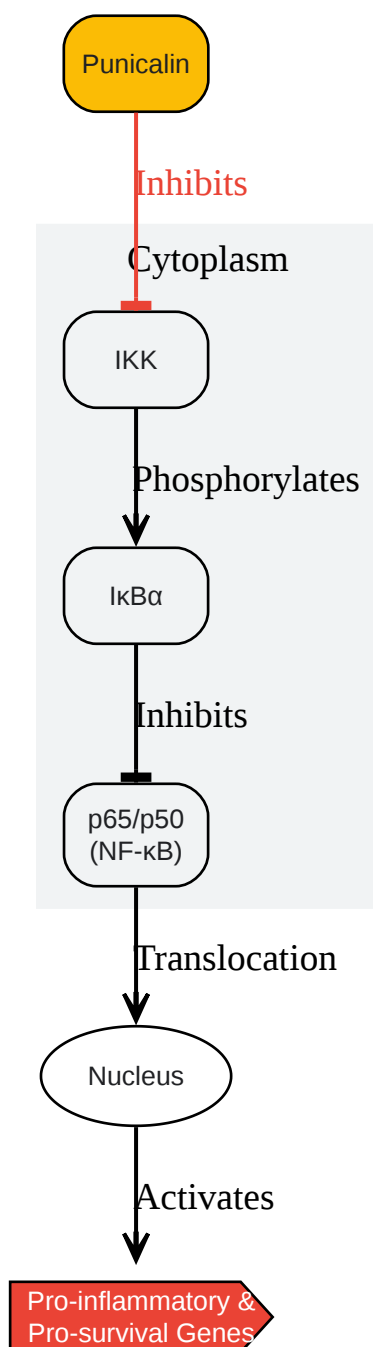 Punicalin
Inhibits
Cytoplasm
IKK
Phosphorylates
IκBα
Inhibits
p65/p50
(NF-κB)
Translocation
Nucleus
Activates
Pro-inflammatory &
Pro-survival Genes